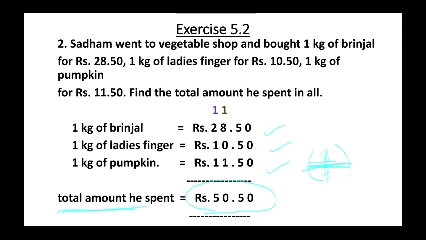 Exercise 5.2
2. Sadham went to vegetable shop and bought 1 kg of brinjal
for Rs. 28.50, 1 kg of ladies finger for Rs. 10.50, 1 kg of
pumpkin
for Rs. 11.50. Find the total amount he spent in all.
1 1
1 kg of brinjal = Rs. 2 8 . 5 0
1 kg of ladies finger = Rs. 1 0 . 5 0
1 kg of pumpkin. = Rs. 1 1 . 5 0
----------------
total amount he spent = Rs. 5 0 . 5 0
----------------